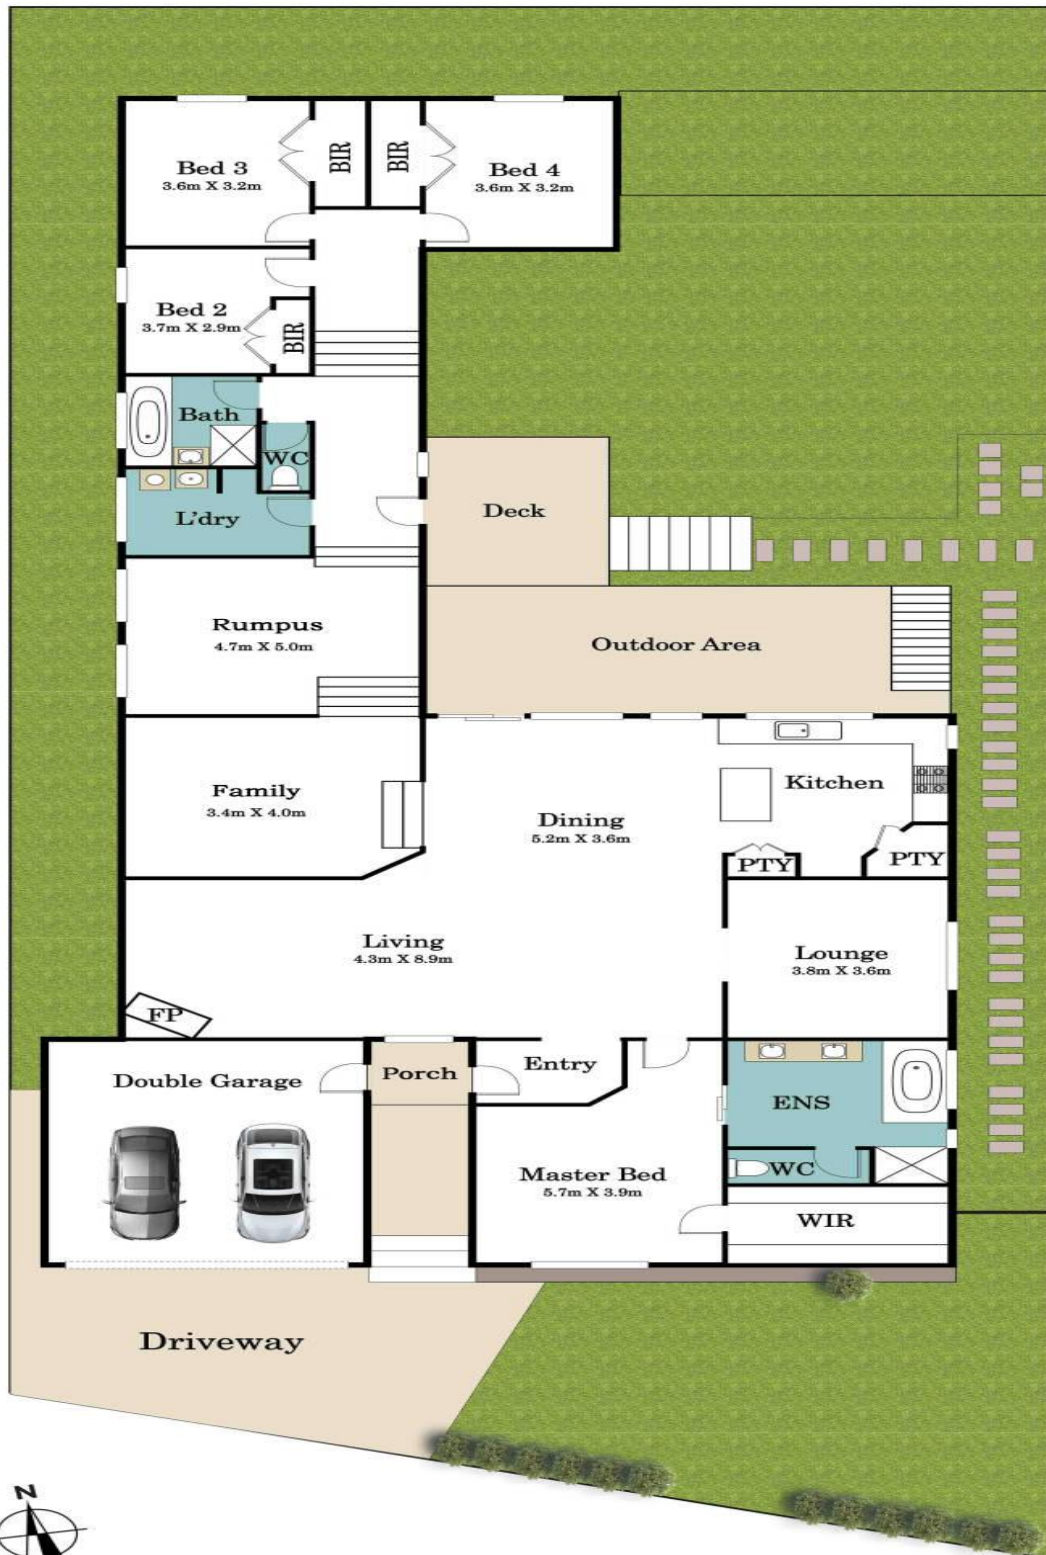 Bed 3
3.6m X 3.2m
BIR
BIR
Bed 4
3.6m X 3.2m
Bed 2
3.7m X 2.9m
BIR
Bath
WC
L'dry
Deck
Rumpus
4.7m X 5.0m
Outdoor Area
Family
3.4m X 4.0m
Dining
5.2m X 3.6m
Kitchen
PTY
PTY
Living
4.3m X 8.9m
Lounge
3.8m X 3.6m
FP
Double Garage
Porch
Entry
ENS
WC
Master Bed
5.7m X 3.9m
WIR
Driveway
N